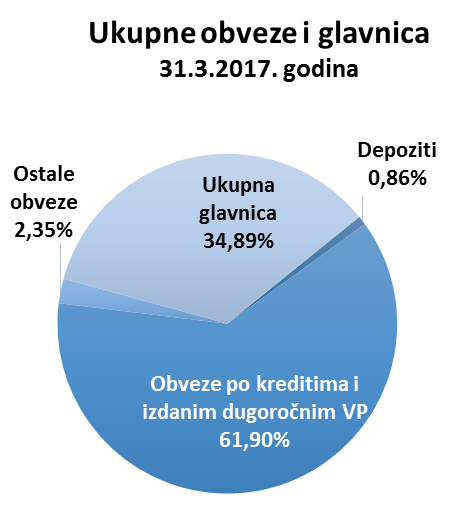 Ukupne obveze i glavnica
31.3.2017. godina
Depoziti
0,86%
Ostale
obveze
2,35%
Ukupna
glavnica
34,89%
Obveze po kreditima i
izdanim dugoročnim VP
61,90%